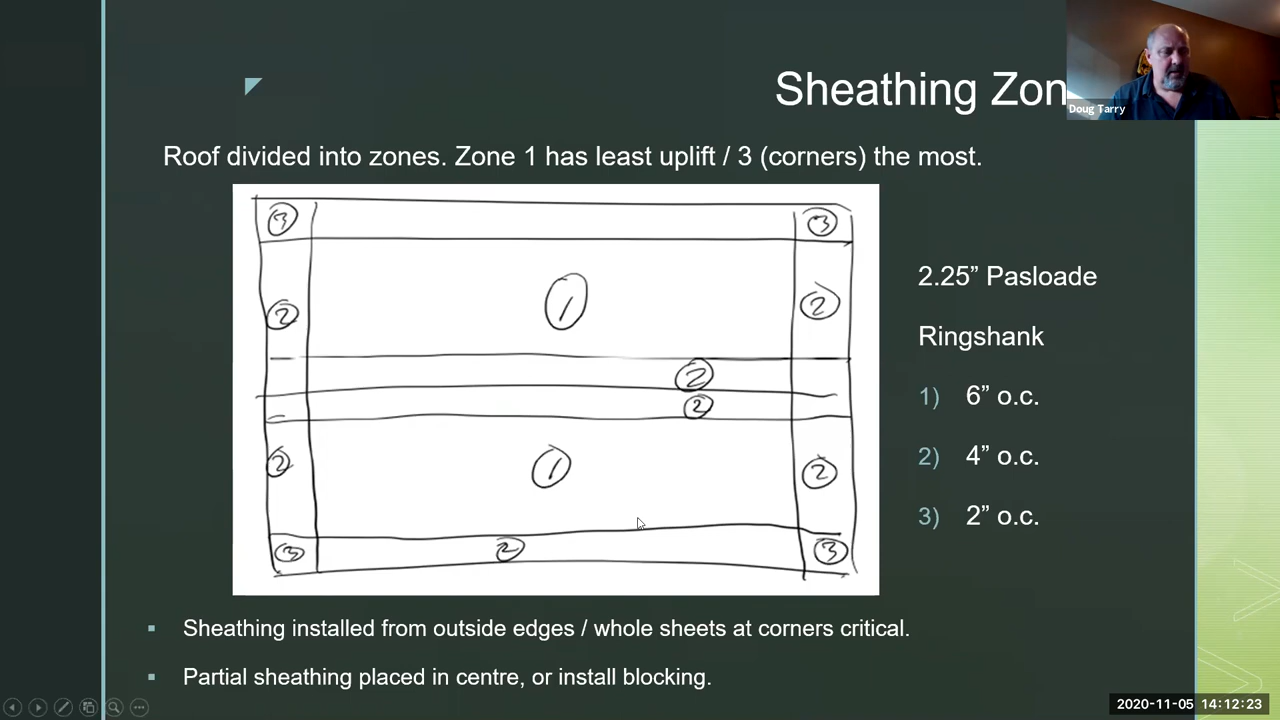 Sheathing Zon
Doug Tarry
Roof divided into zones. Zone 1 has least uplift / 3 (corners) the most.
3 3
1
2 2
2
2
2 1 2
3 2 3
2.25” Pasloade
Ringshank
1) 6” o.c.
2) 4” o.c.
3) 2” o.c.
▪ Sheathing installed from outside edges / whole sheets at corners critical.
▪ Partial sheathing placed in centre, or install blocking.
2020-11-05 14:12:23